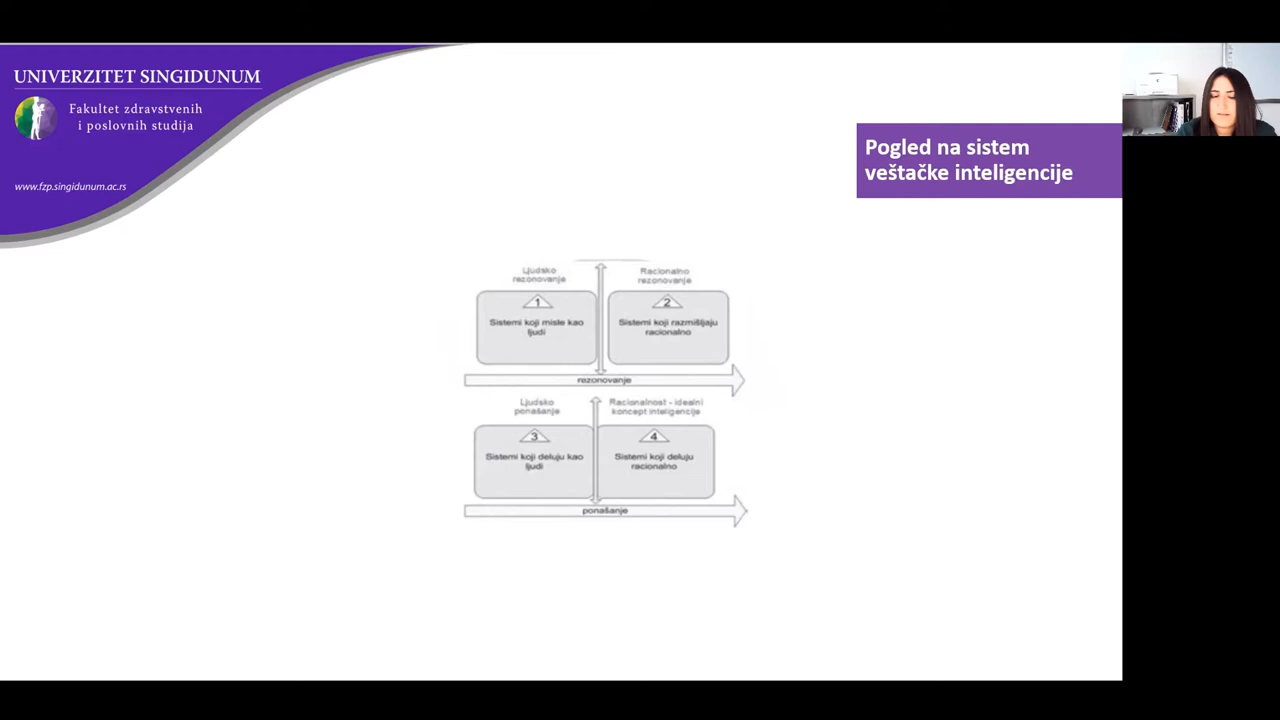 UNIVERZITET SINGIDUNUM
Fakultet zdravstvenih
i poslovnih studija
www.fzp.singidunum.ac.rs
Pogled na sistem
veštačke inteligencije
Ljudsko
rezonovanje
Racionalno
rezonovanje
1
Sistemi koji misle kao
ljudi
2
Sistemi koji razmišljaju
racionalno
rezonovanje
Ljudsko
ponašanje
Racionalnost - idealni
koncept inteligencije
3
Sistemi koji deluju kao
ljudi
4
Sistemi koji deluju
racionalno
ponašanje